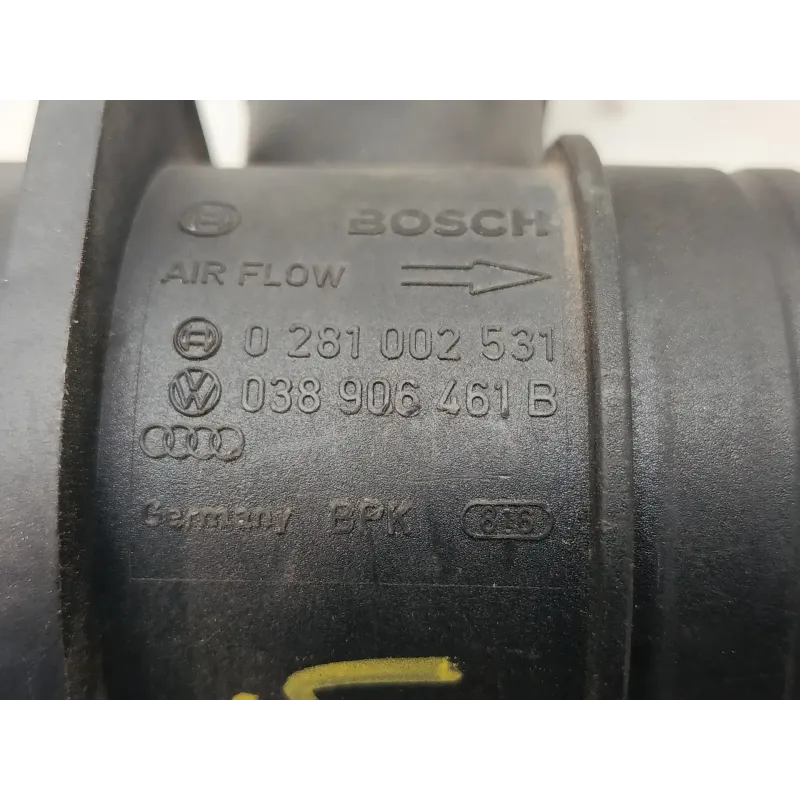 BOSCH
AIR FLOW
0 281 002 531
038 906 461 B
Germany BPK